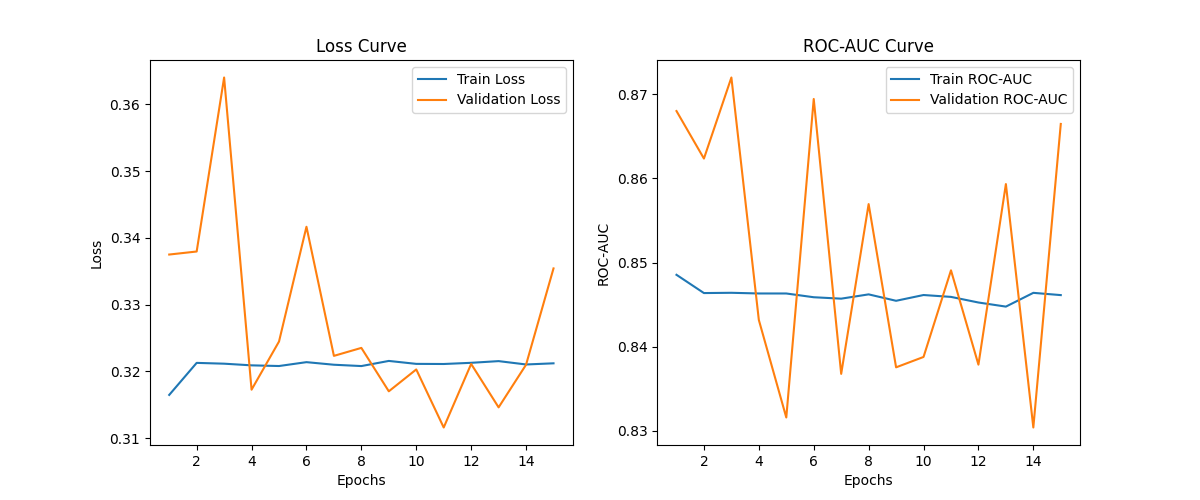 Loss Curve
Train Loss
Validation Loss
0.36
0.35
0.34
0.33
0.32
0.31
Loss
2 4 6 8 10 12 14
Epochs
ROC-AUC Curve
Train ROC-AUC
Validation ROC-AUC
0.87
0.86
0.85
0.84
0.83
ROC-AUC
2 4 6 8 10 12 14
Epochs